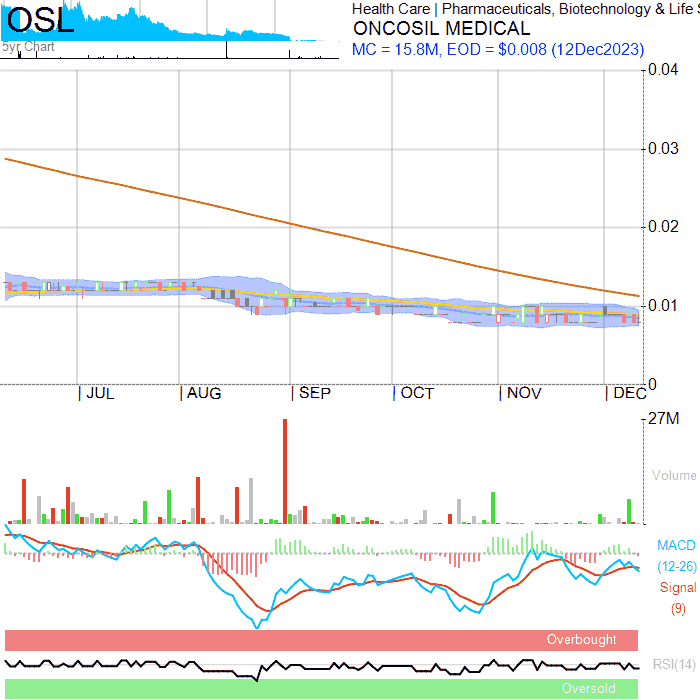 OSL
5yr Chart
Health Care | Pharmaceuticals, Biotechnology & Life S
ONCOSIL MEDICAL
MC = 15.8M, EOD = $0.008 (12Dec2023)
0.04
0.03
0.02
0.01
0
JUL
AUG
SEP
OCT
NOV
DEC
27M
Volume
MACD
(12-26)
Signal
(9)
Overbought
RSI(14)
Oversold